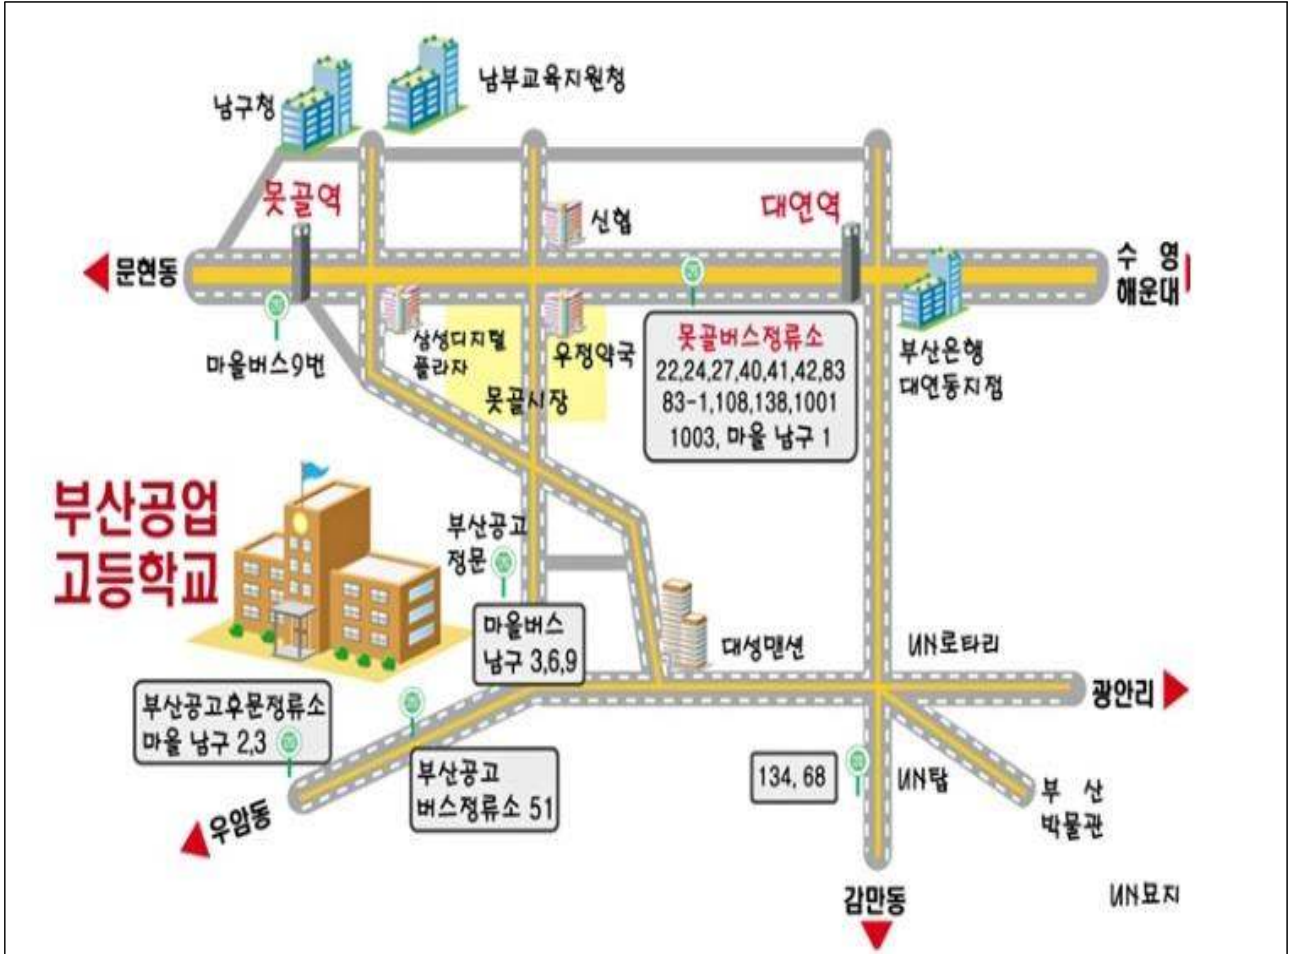 남부교육지원청
남구청
못골역
대연역
신협
수 영
해운대
문현동
마을버스9번
삼성디지털
플라자
우정약국
못골시장
못골버스정류소
22,24,27,40,41,42,83
83-1,108,138,1001
1003, 마을 남구 1
부산은행
대연동지점
부산공업
고등학교
부산공고
정문
마을버스
남구 3,6,9
대성맨션
UN로타리
광안리
부산공고후문정류소
마을 남구 2,3
부산공고
버스정류소 51
134, 68
UN탑
부 산
박물관
우암동
감만동
UN묘지